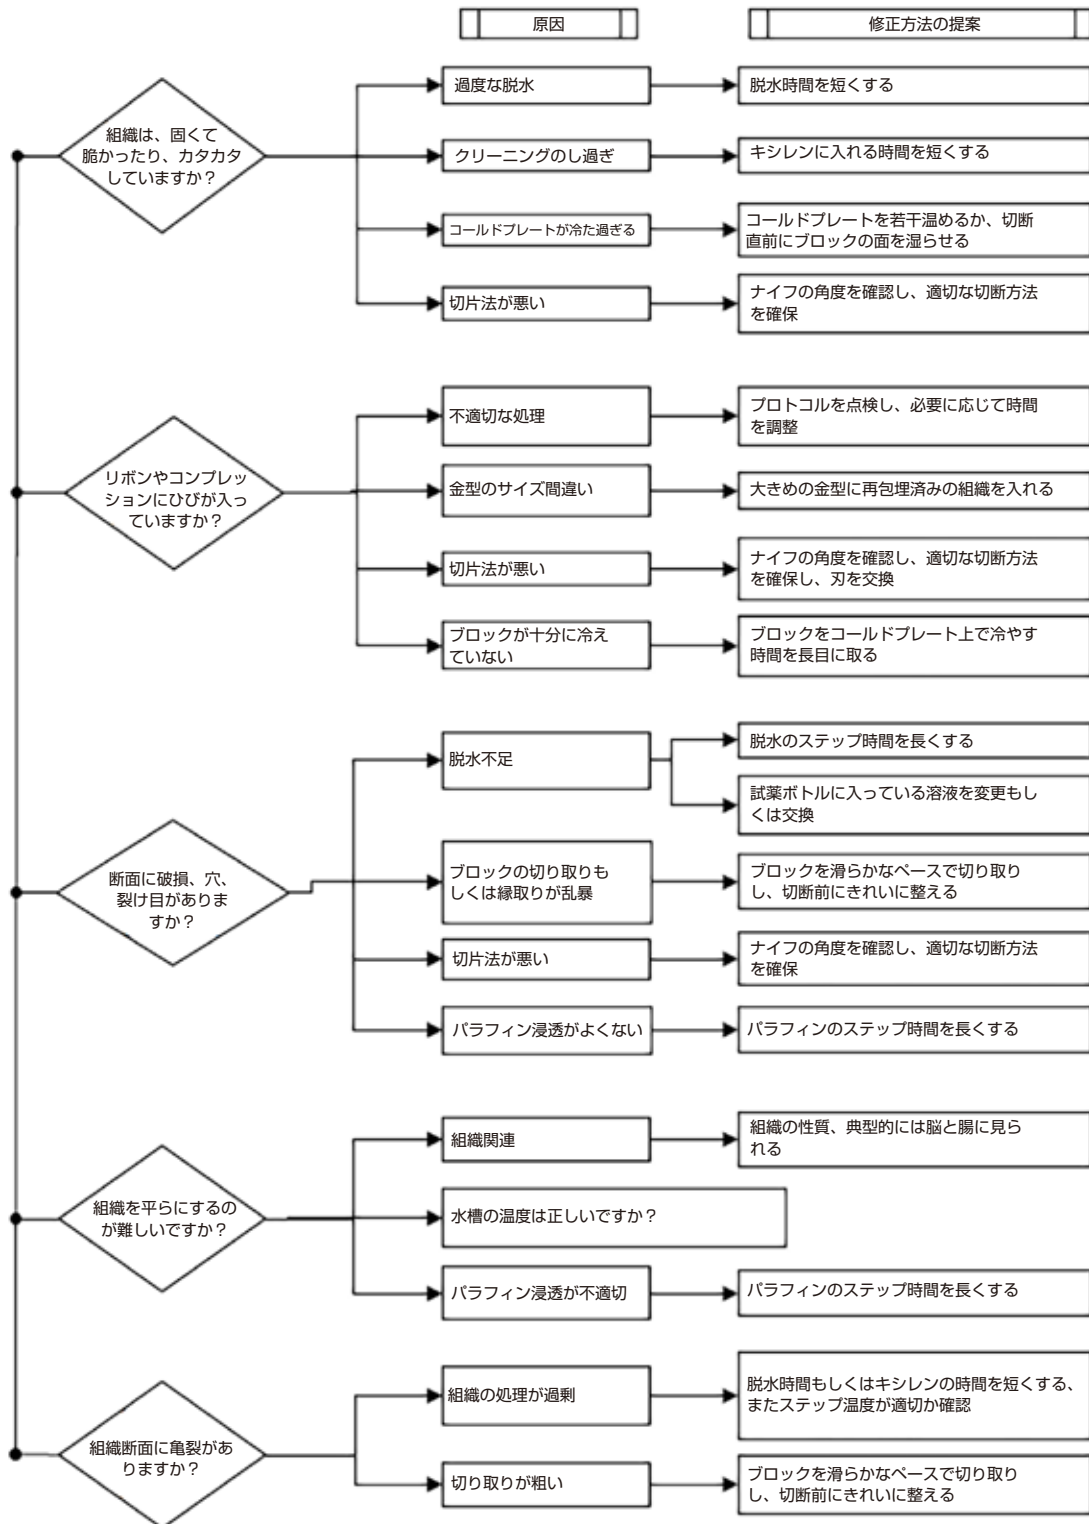 原因
修正方法の提案
組織は、固くて
脆かったり、カタカタ
していますか？
過度な脱水
脱水時間を短くする
クリーニングのし過ぎ
キシレンに入れる時間を短くする
コールドプレートが冷た過ぎる
コールドプレートを若干温めるか、切断
直前にブロックの面を湿らせる
切片法が悪い
ナイフの角度を確認し、適切な切断方法
を確保
リボンやコンプレッ
ションにひびが入っ
ていますか？
不適切な処理
プロトコルを点検し、必要に応じて時間
を調整
金型のサイズ間違い
大きめの金型に再包埋済みの組織を入れる
切片法が悪い
ナイフの角度を確認し、適切な切断方法
を確保し、刃を交換
ブロックが十分に冷え
ていない
ブロックをコールドプレート上で冷やす
時間を長目に取る
断面に破損、穴、
裂け目がありま
すか？
脱水不足
脱水のステップ時間を長くする
試薬ボトルに入っている溶液を変更もし
くは交換
ブロックの切り取りも
しくは縁取りが乱暴
ブロックを滑らかなペースで切り取り
し、切断前にきれいに整える
切片法が悪い
ナイフの角度を確認し、適切な切断方法
を確保
パラフィン浸透がよくない
パラフィンのステップ時間を長くする
組織を平らにするの
が難しいですか？
組織関連
組織の性質、典型的には脳と腸に見ら
れる
水槽の温度は正しいですか？
パラフィン浸透が不適切
パラフィンのステップ時間を長くする
組織断面に亀裂があ
りますか？
組織の処理が過剰
脱水時間もしくはキシレンの時間を短くする、
またステップ温度が適切か確認
切り取りが粗い
ブロックを滑らかなペースで切り取り
し、切断前にきれいに整える